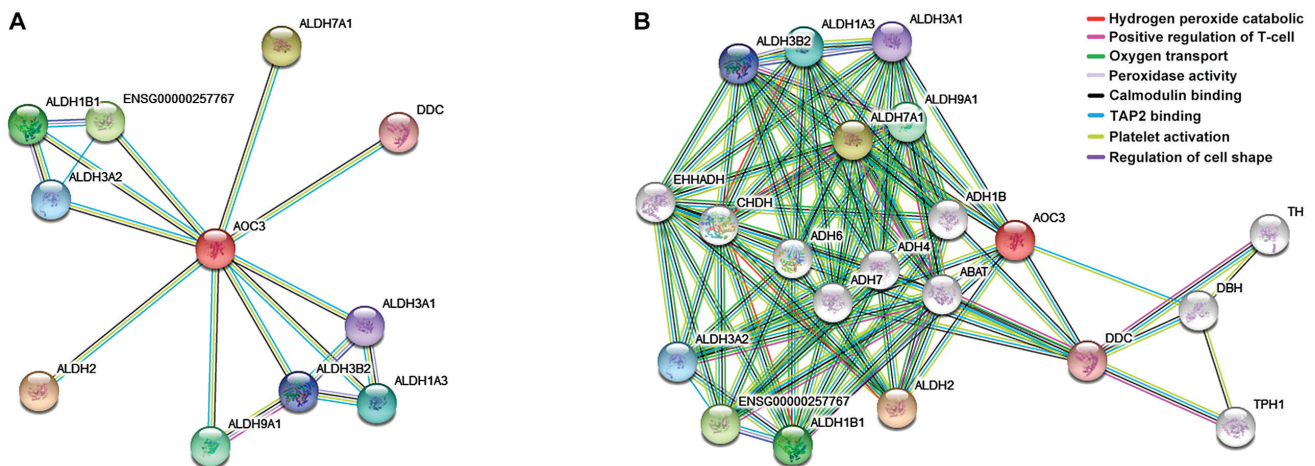 A
ALDH7A1
ALDH1B1
ENSG00000257767
DDC
ALDH3A2
AOC3
ALDH3A1
ALDH2
ALDH3B2
ALDH1A3
ALDH9A1
B
ALDH3B2
ALDH1A3
ALDH3A1
ALDH9A1
ALDH7A1
EHHADH
CHDH
ADH1B
AOC3
TH
ADH6
ADH4
ABAT
ADH7
DBH
ALDH3A2
DDC
ENSG00000257767
ALDH2
ALDH1B1
TPH1
Hydrogen peroxide catabolic
Positive regulation of T-cell
Oxygen transport
Peroxidase activity
Calmodulin binding
TAP2 binding
Platelet activation
Regulation of cell shape